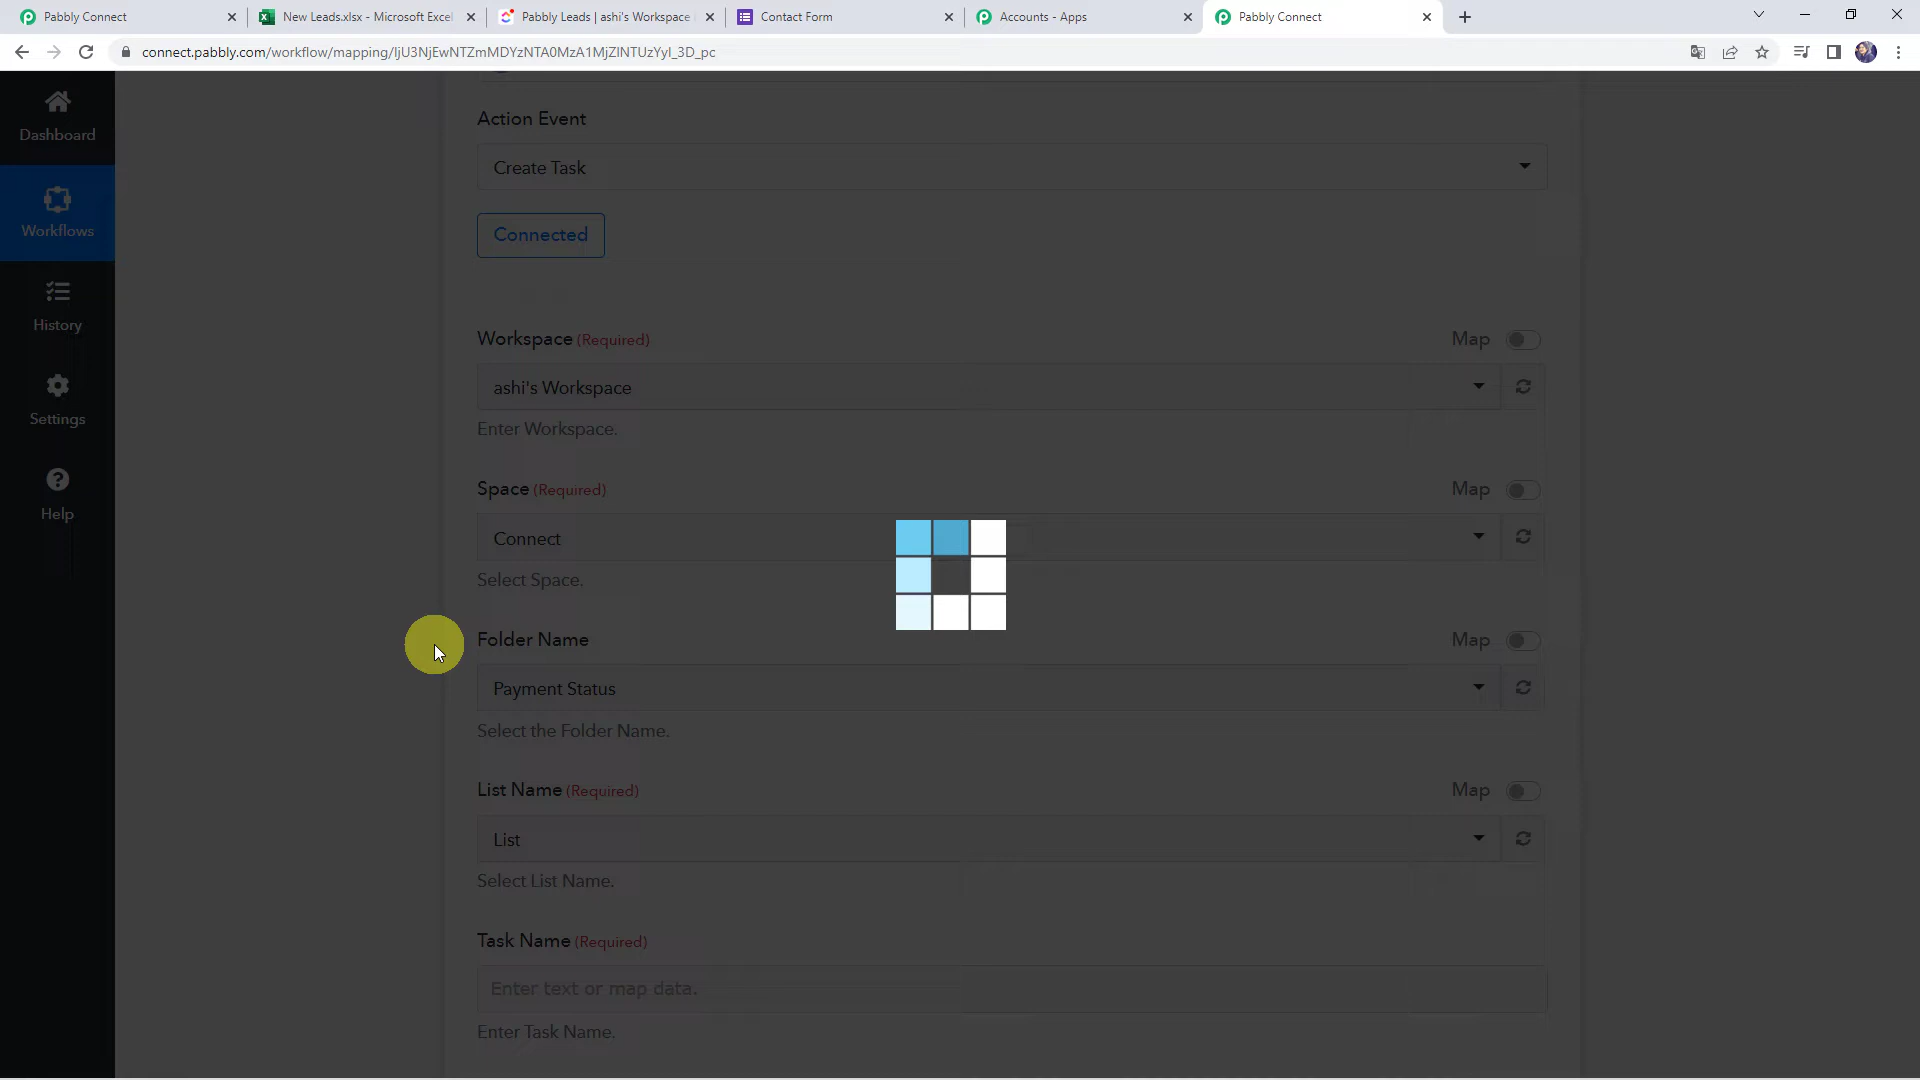 Pabbly Connect
New Leads.xlsx - Microsoft Excel
Pabbly Leads | ashi's Workspace
Contact Form
Accounts - Apps
Pabbly Connect
connect.pabbly.com/workflow/mapping/
Dashboard
Workflows
History
Settings
Help
Action Event
Create Task
Connected
Workspace (Required)
Map
ashi's Workspace
Enter Workspace.
Space (Required)
Map
Connect
Select Space.
Folder Name
Map
Payment Status
Select the Folder Name.
List Name (Required)
Map
List
Select List Name.
Task Name (Required)
Enter text or map data.
Enter Task Name.